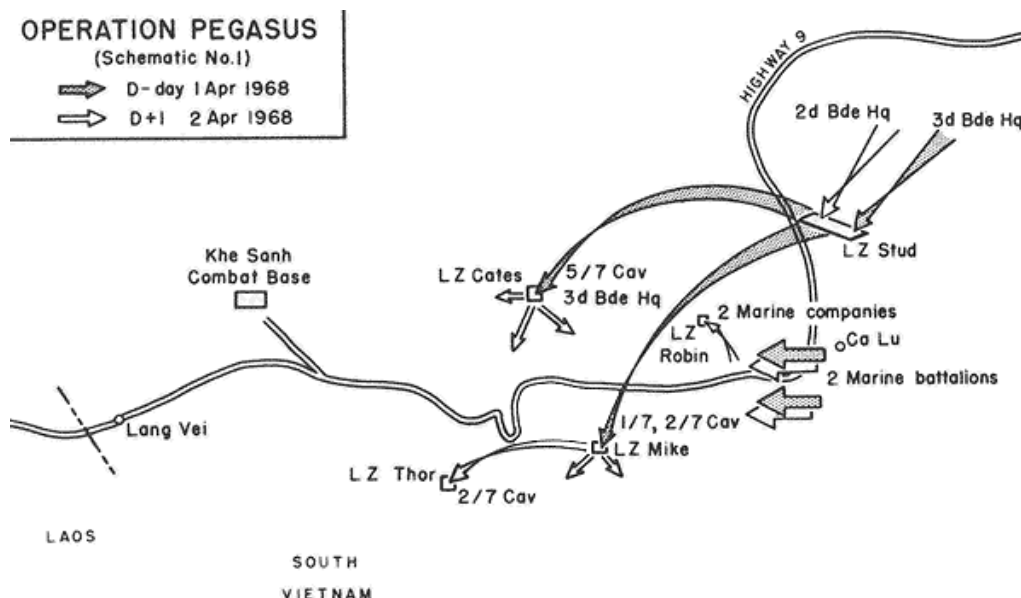 OPERATION PEGASUS
(Schematic No.1)
D-day 1 Apr 1968
D+1 2 Apr 1968
HIGHWAY 9
2d Bde Hq
3d Bde Hq
LZ Stud
Khe Sanh
Combat Base
LZ Cates
5/7 Cav
3d Bde Hq
2 Marine companies
LZ
Robin
Ca Lu
2 Marine battalions
Lang Vei
1/7, 2/7 Cav
LZ Mike
LZ Thor
2/7 Cav
LAOS
SOUTH
VIETNAM